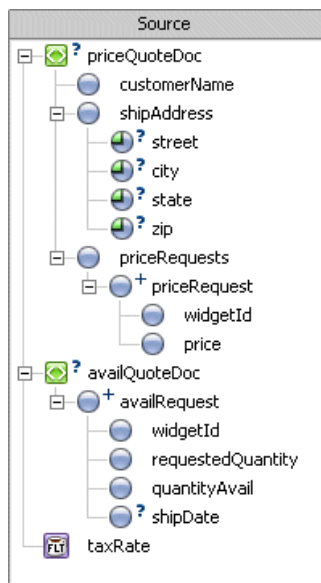 Source
? priceQuoteDoc
customerName
shipAddress
? street
? city
? state
? zip
priceRequests
+ priceRequest
widgetId
price
? availQuoteDoc
+ availRequest
widgetId
requestedQuantity
quantityAvail
? shipDate
FLT taxRate